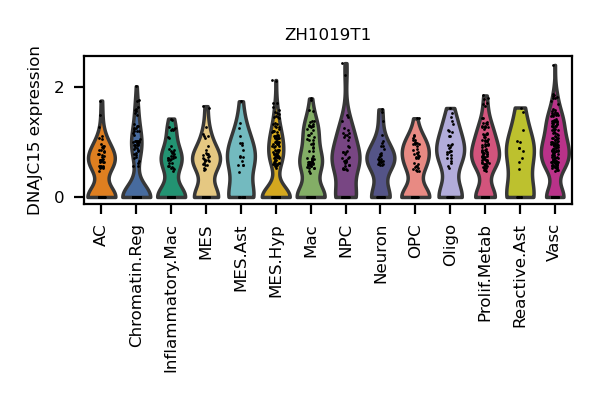 ZH1019T1
DNAJC15 expression
2
0
AC
Chromatin.Reg
Inflammatory.Mac
MES
MES.Ast
MES.Hyp
Mac
NPC
Neuron
OPC
Oligo
Prolif.Metab
Reactive.Ast
Vasc